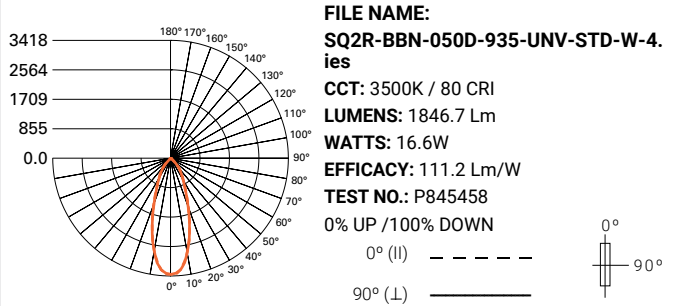 3418
2564
1709
855
0.0
180° 170° 160° 150° 140° 130° 120° 110° 100° 90° 80° 70° 60° 50° 40° 30° 20° 10° 0°
FILE NAME:
SQ2R-BBN-050D-935-UNV-STD-W-4.
ies
CCT: 3500K / 80 CRI
LUMENS: 1846.7 Lm
WATTS: 16.6W
EFFICACY: 111.2 Lm/W
TEST NO.: P845458
0% UP /100% DOWN
0° (II)
90° (⊥)
0°
90°